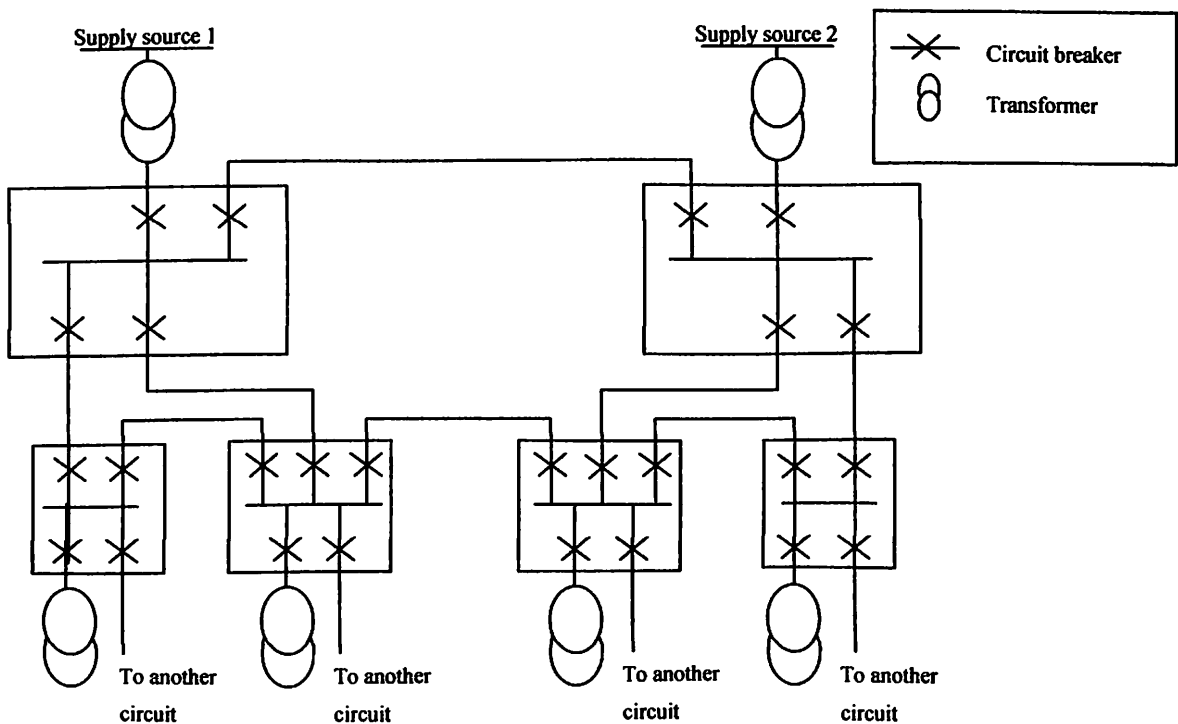 Supply source 1
Supply source 2
Circuit breaker
Transformer
To another
circuit
To another
circuit
To another
circuit
To another
circuit